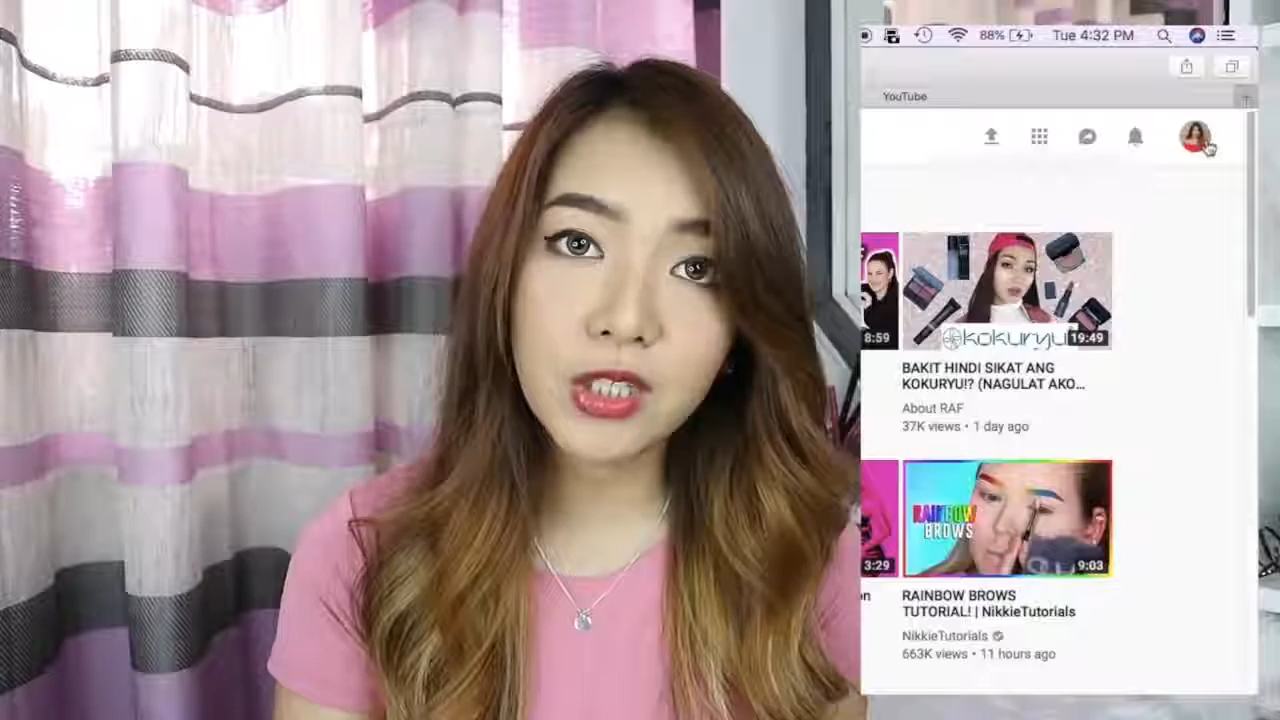 88%
Tue 4:32 PM
YouTube
8:59
kokuryu
19:49
BAKIT HINDI SIKAT ANG
KOKURYU!? (NAGULAT AKO...
About RAF
37K views • 1 day ago
RAINBOW
BROWS
3:29
9:03
on
RAINBOW BROWS
TUTORIAL! | NikkieTutorials
NikkieTutorials
663K views • 11 hours ago